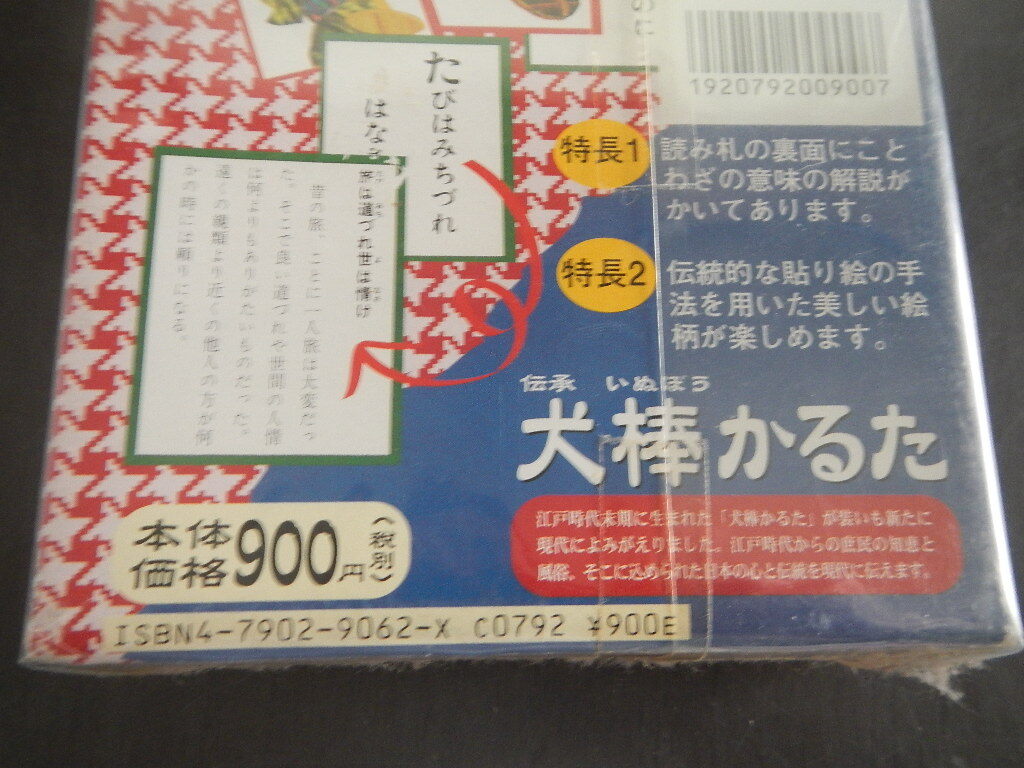 1920792009007
たびはみちづれ
はな
旅は道づれ世は情け
昔の旅、ことに一人旅は大変だっ
た。そこで良い道づれや世間の人情
は何よりもありがたいものだった。
遠くの親類より近くの他人の方が何
かの時には頼りになる。
特長1
読み札の裏面にこと
わざの意味の解説が
かいてあります。
特長2
伝統的な貼り絵の手
法を用いた美しい絵
柄が楽しめます。
伝承 いぬぼう
犬棒かるた
江戸時代末期に生まれた「犬棒かるた」が装いも新たに
現代によみがえりました。江戸時代からの庶民の知恵と
風俗、そこに込められた日本の心と伝統を現代に伝えます。
本体
価格900円(税別)
ISBN4-7902-9062-X C0792 ¥900E